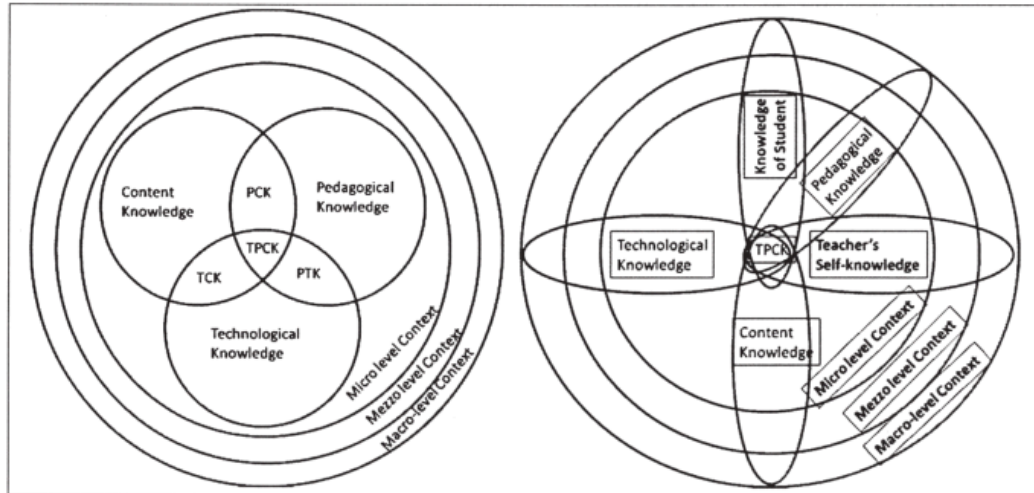 Content
Knowledge
PCK
Pedagogical
Knowledge
TPCK
TCK
PTK
Technological
Knowledge
Micro level Context
Mezzo level Context
Macro-level Context
Knowledge
of Student
Pedagogical
Knowledge
Technological
Knowledge
TPCK
Teacher's
Self-knowledge
Content
Knowledge
Micro level Context
Mezzo level Context
Macro-level Context